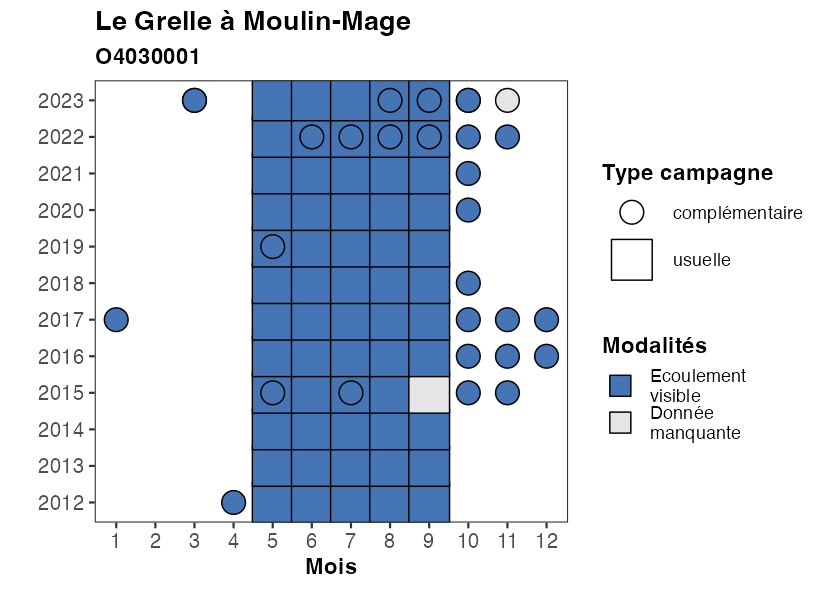 Le Grelle à Moulin-Mage
O4030001
2023
2022
2021
2020
2019
2018
2017
2016
2015
2014
2013
2012
1 2 3 4 5 6 7 8 9 10 11 12
Mois
Type campagne
complémentaire
usuelle
Modalités
Ecoulement
visible
Donnée
manquante